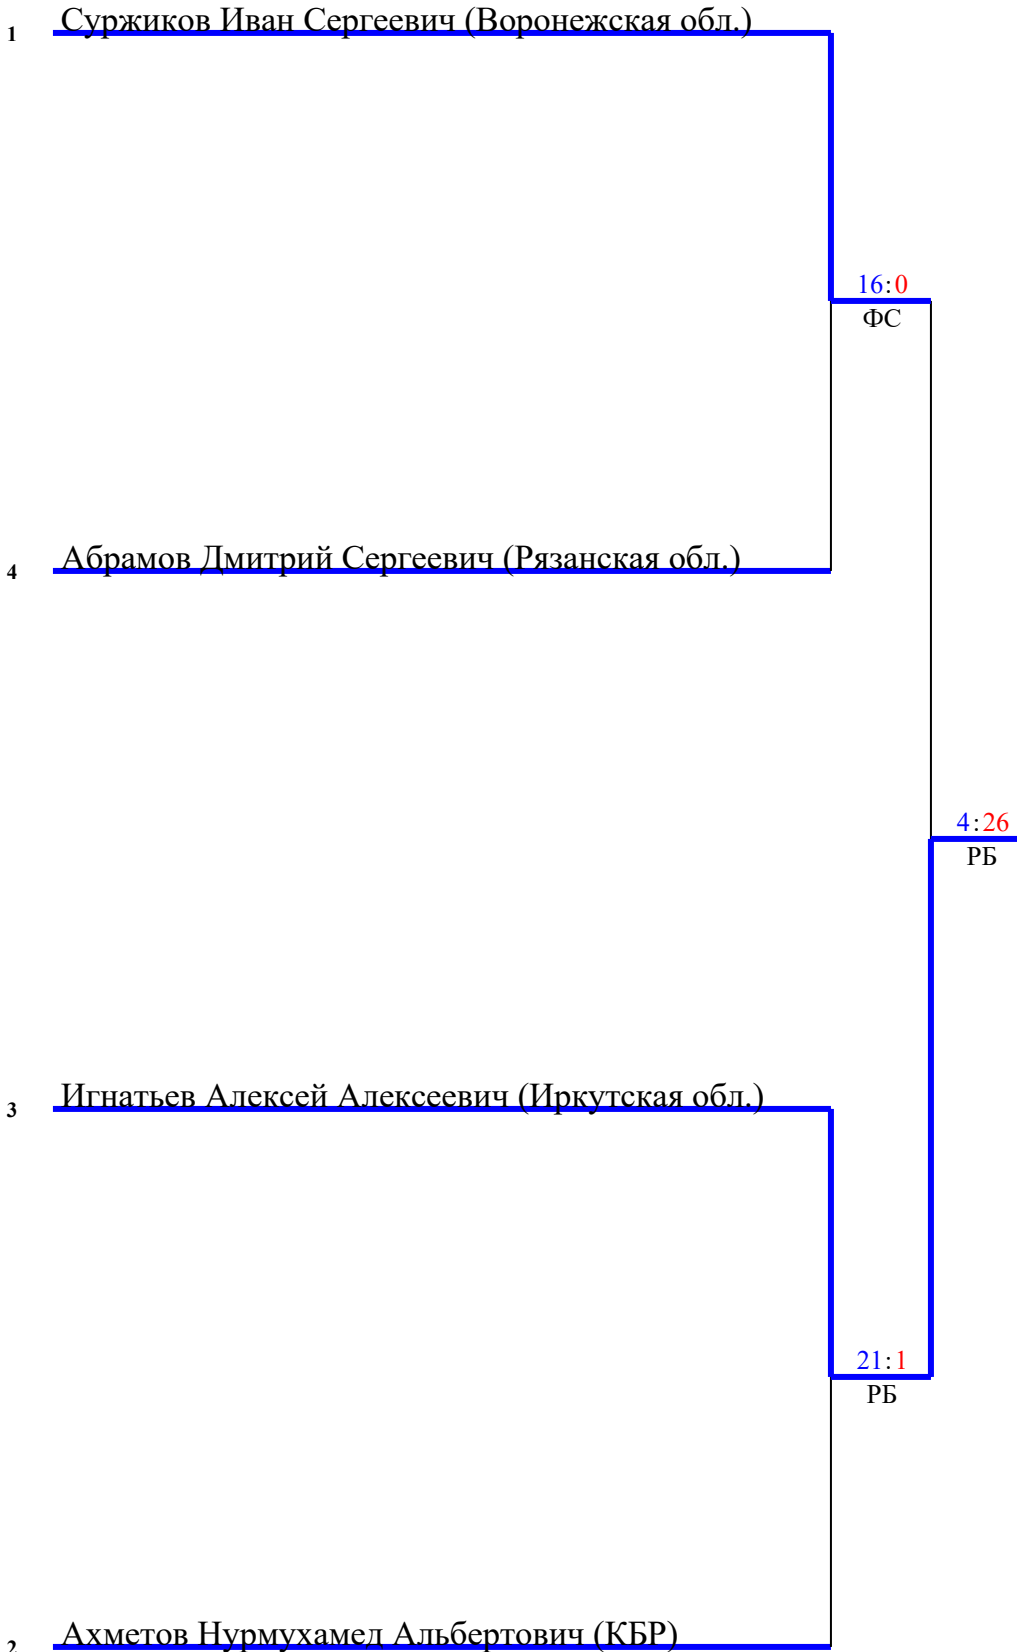 1 Суржиков Иван Сергеевич (Воронежская обл.)
16:0
ФС
4 Абрамов Дмитрий Сергеевич (Рязанская обл.)
4:26
РБ
3 Игнатьев Алексей Алексеевич (Иркутская обл.)
21:1
РБ
2 Ахметов Нурмухамед Альбертович (КБР)